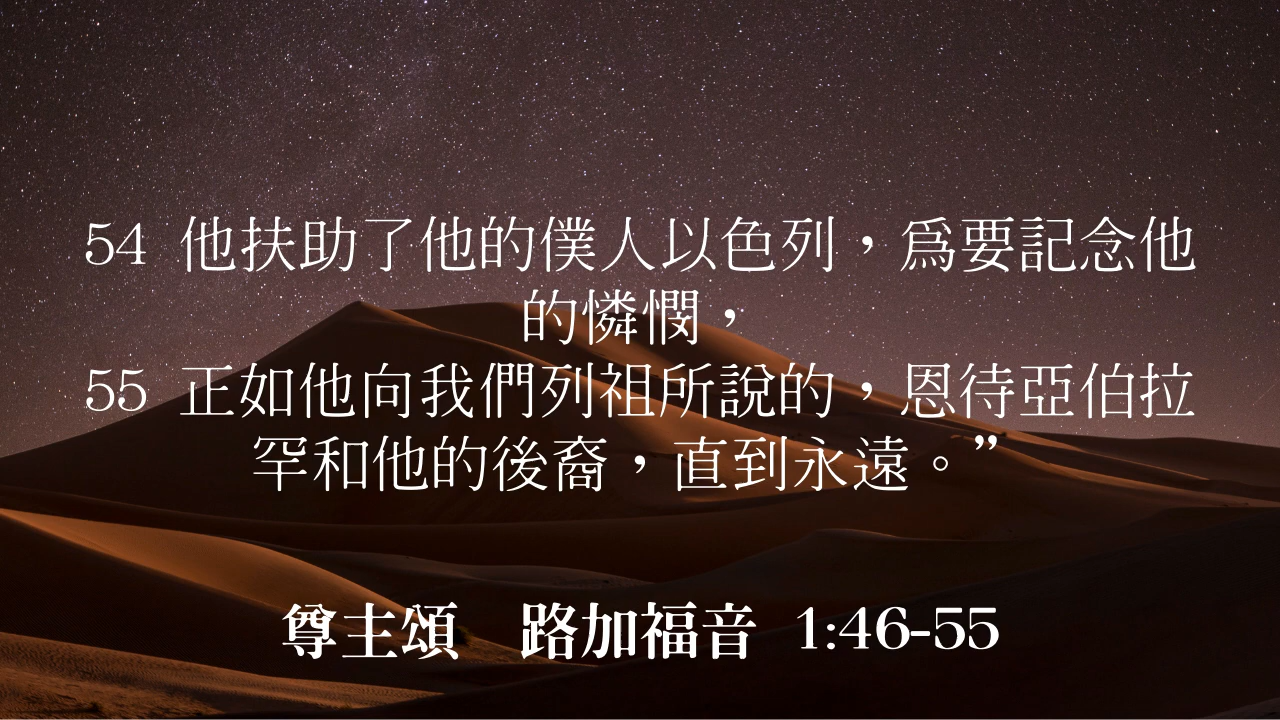 54 他扶助了他的僕人以色列，爲要記念他
的憐憫，
55 正如他向我們列祖所說的，恩待亞伯拉
罕和他的後裔，直到永遠。”
尊主頌　路加福音 1:46-55